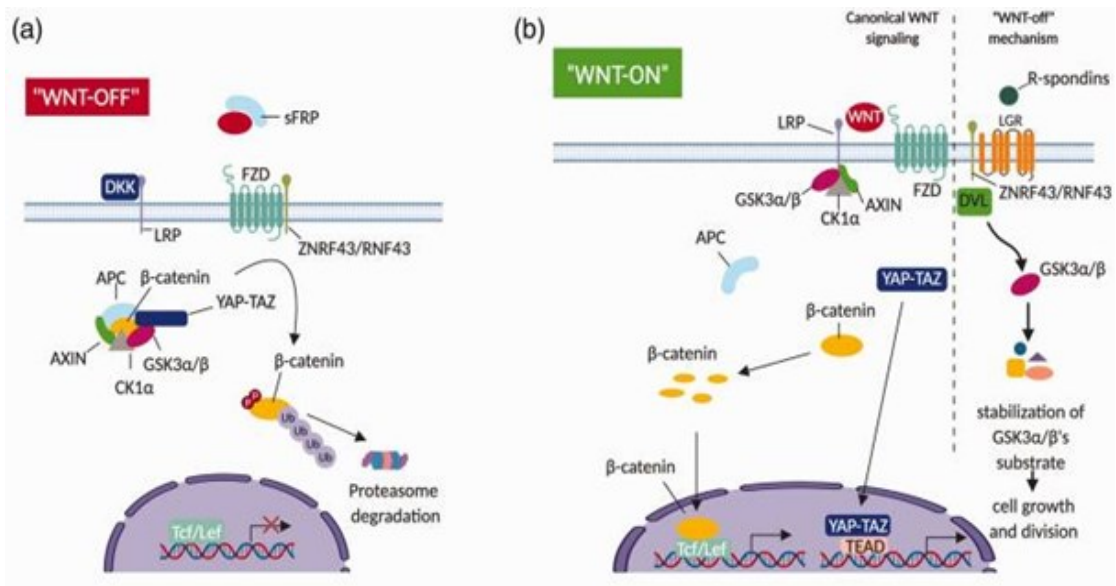 (a)
"WNT-OFF"
sFRP
DKK
FZD
LRP
ZNRF43/RNF43
APC
β-catenin
YAP-TAZ
AXIN
GSK3α/β
CK1α
β-catenin
P
P
Ub
Ub
Ub
Ub
Proteasome
degradation
Tcf/Lef
(b)
Canonical WNT
signaling
"WNT-off"
mechanism
"WNT-ON"
R-spondins
LRP
WNT
LGR
GSK3α/β
AXIN
CK1α
FZD
ZNRF43/RNF43
DVL
APC
YAP-TAZ
GSK3α/β
β-catenin
β-catenin
stabilization of
GSK3α/β's
substrate
cell growth
and division
β-catenin
Tcf/Lef
YAP-TAZ
TEAD